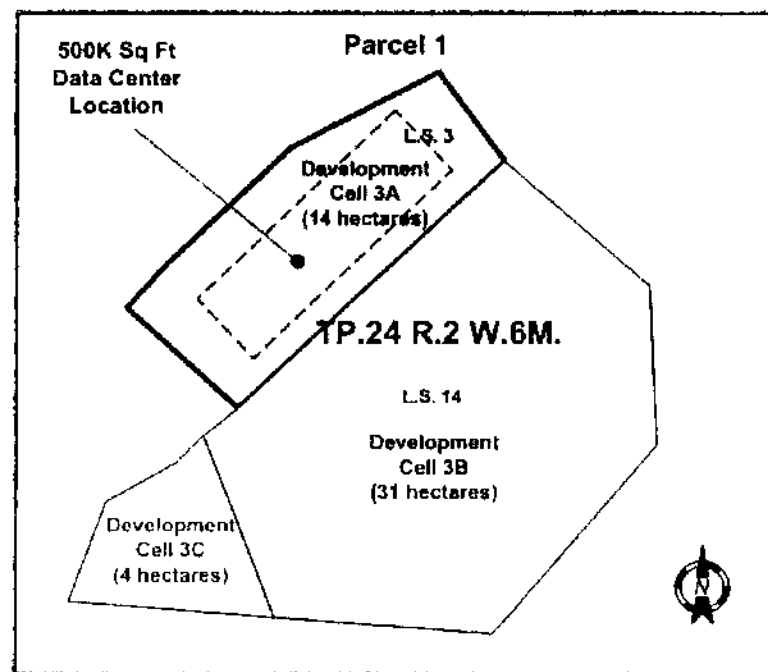 Parcel 1
500K Sq Ft
Data Center
Location
L.S. 3
Development
Cell 3A
(14 hectares)
TP.24 R.2 W.6M.
L.S. 14
Development
Cell 3B
(31 hectares)
Development
Cell 3C
(4 hectares)
N